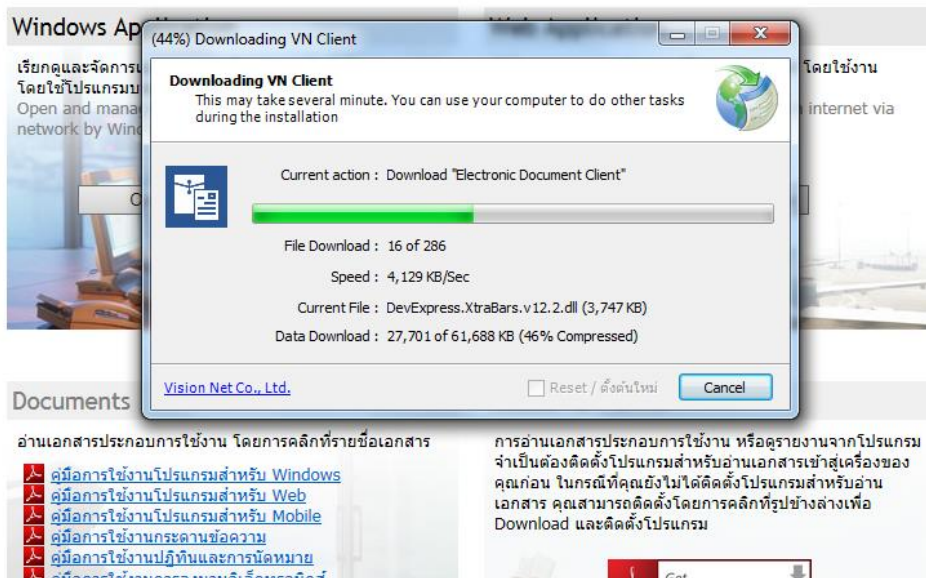 Windows Ap
(44%) Downloading VN Client
เรียกดูและจัดการเ
โดยใช้โปรแกรมบ
Open and mana
network by Wind
โดยใช้งาน
internet via
Downloading VN Client
This may take several minute. You can use your computer to do other tasks
during the installation
Current action : Download "Electronic Document Client"
File Download : 16 of 286
Speed : 4,129 KB/Sec
Current File : DevExpress.XtraBars.v12.2.dll (3,747 KB)
Data Download : 27,701 of 61,688 KB (46% Compressed)
Vision Net Co., Ltd.
Reset / ตั้งต้นใหม่
Cancel
Documents
อ่านเอกสารประกอบการใช้งาน โดยการคลิกที่รายชื่อเอกสาร
คู่มือการใช้งานโปรแกรมสำหรับ Windows
คู่มือการใช้งานโปรแกรมสำหรับ Web
คู่มือการใช้งานโปรแกรมสำหรับ Mobile
คู่มือการใช้งานกระดานข้อความ
คู่มือการใช้งานปฏิทินและการนัดหมาย
การอ่านเอกสารประกอบการใช้งาน หรือดูรายงานจากโปรแกรม
จำเป็นต้องติดตั้งโปรแกรมสำหรับอ่านเอกสารเข้าสู่เครื่องของ
คุณก่อน ในกรณีที่คุณยังไม่ได้ติดตั้งโปรแกรมสำหรับอ่าน
เอกสาร คุณสามารถติดตั้งโดยการคลิกที่รูปข้างล่างเพื่อ
Download และติดตั้งโปรแกรม
Get